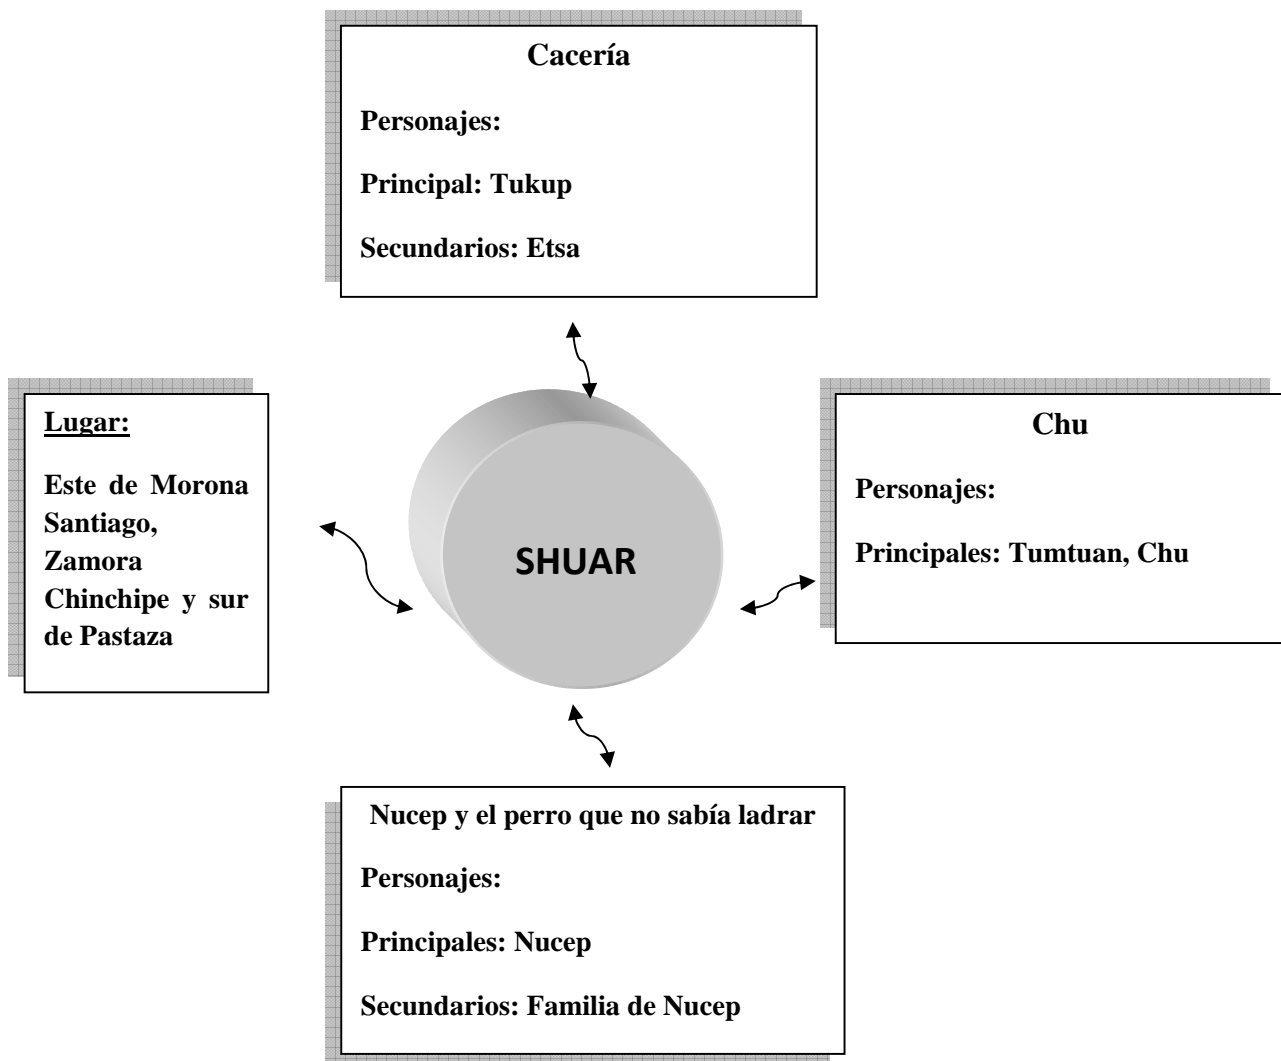 Cacería
Personajes:
Principal: Tukup
Secundarios: Etsa
Lugar:
Este de Morona
Santiago,
Zamora
Chinchipe y sur
de Pastaza
SHUAR
Chu
Personajes:
Principales: Tumtuan, Chu
Nucep y el perro que no sabía ladrar
Personajes:
Principales: Nucep
Secundarios: Familia de Nucep